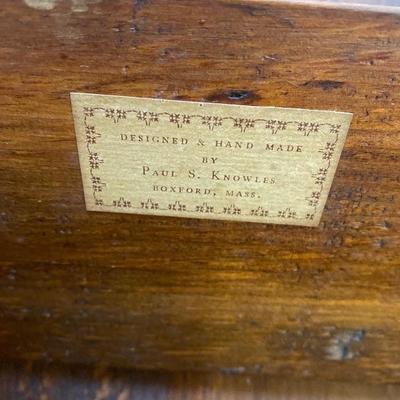 DESIGNED & HAND MADE
BY
PAUL S. KNOWLES
BOXFORD, MASS.